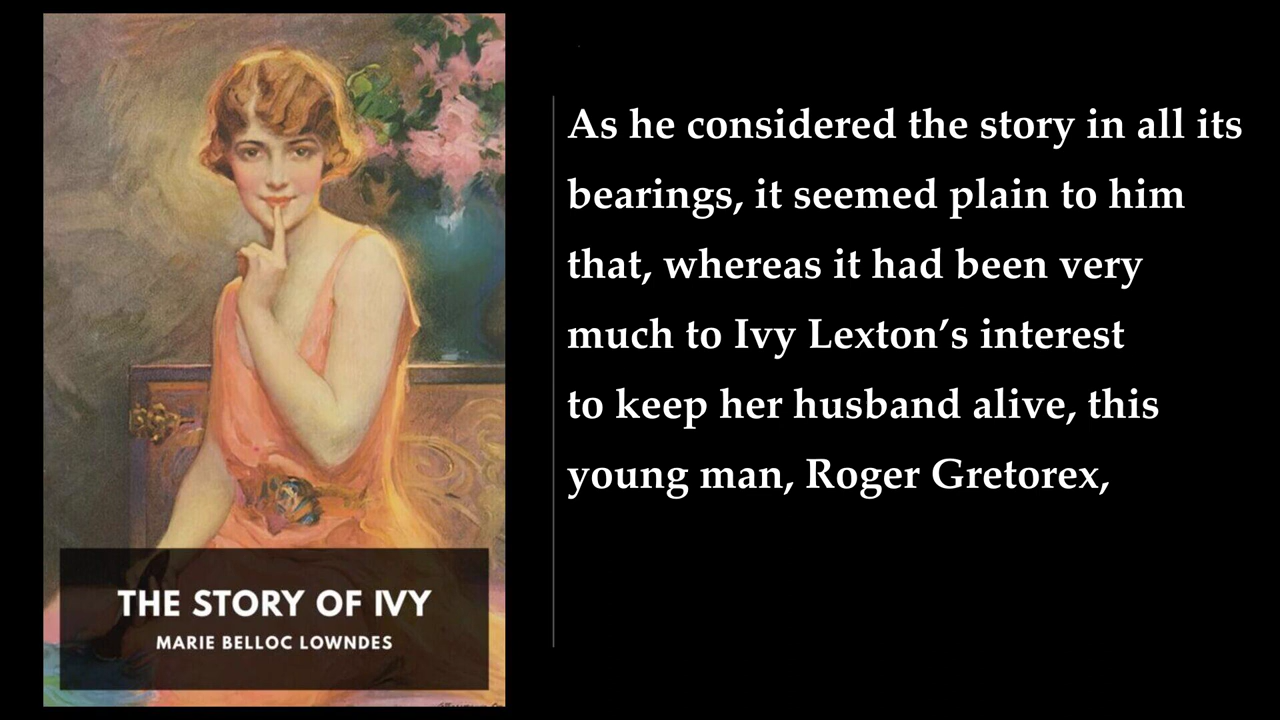 THE STORY OF IVY
MARIE BELLOC LOWNDES
As he considered the story in all its
bearings, it seemed plain to him
that, whereas it had been very
much to Ivy Lexton’s interest
to keep her husband alive, this
young man, Roger Gretorex,